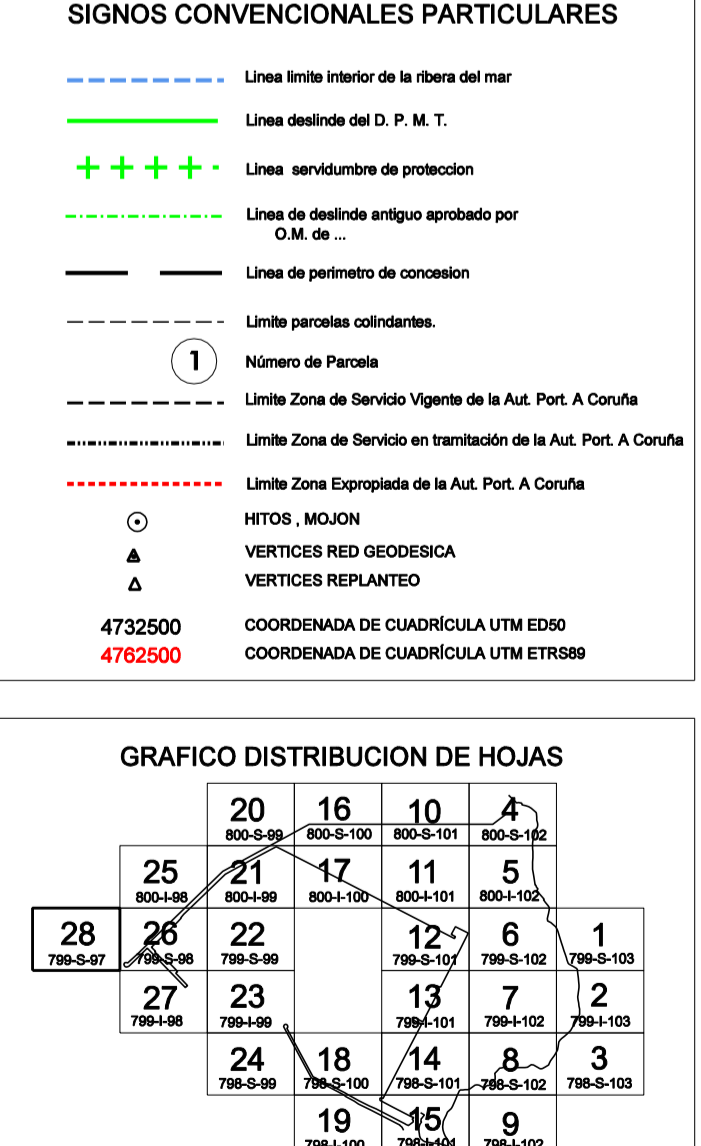 SIGNOS CONVENCIONALES PARTICULARES
Linea limite interior de la ribera del mar
Linea deslinde del D. P. M. T.
Linea servidumbre de proteccion
Linea de deslinde antiguo aprobado por
O.M. de ...
Linea de perimetro de concesion
Limite parcelas colindantes.
1 Número de Parcela
Limite Zona de Servicio Vigente de la Aut. Port. A Coruña
Limite Zona de Servicio en tramitación de la Aut. Port. A Coruña
Limite Zona Expropiada de la Aut. Port. A Coruña
HITOS , MOJON
VERTICES RED GEODESICA
VERTICES REPLANTEO
4732500 COORDENADA DE CUADRÍCULA UTM ED50
4762500 COORDENADA DE CUADRÍCULA UTM ETRS89
GRAFICO DISTRIBUCION DE HOJAS
20 16 10 4
800-S-99 800-S-100 800-S-101 800-S-102
25 21 17 11 5
800-I-98 800-I-99 800-I-100 800-I-101 800-I-102
28 26 22 12 6 1
799-S-97 799-S-98 799-S-99 799-S-101 799-S-102 799-S-103
27 23 13 7 2
799-I-98 799-I-99 799-I-101 799-I-102 799-I-103
24 18 14 8 3
798-S-99 798-S-100 798-S-101 798-S-102 798-S-103
19 15 9
798-I-100 798-I-101 798-I-102